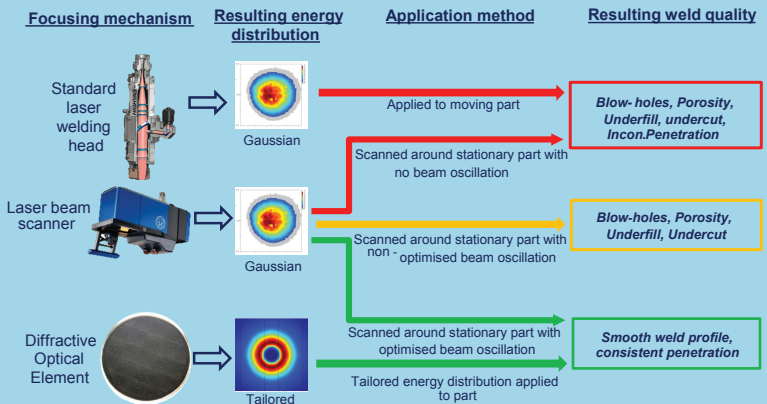 Focusing mechanism
Resulting energy
distribution
Application method
Resulting weld quality
Standard
laser
welding
head
Gaussian
Applied to moving part
Blow- holes, Porosity,
Underfill, undercut,
Incon.Penetration
Scanned around stationary part with
no beam oscillation
Laser beam
scanner
Gaussian
Scanned around stationary part with
non - optimised beam oscillation
Blow-holes, Porosity,
Underfill, Undercut
Scanned around stationary part with
optimised beam oscillation
Smooth weld profile,
consistent penetration
Diffractive
Optical
Element
Tailored
Tailored energy distribution applied
to part